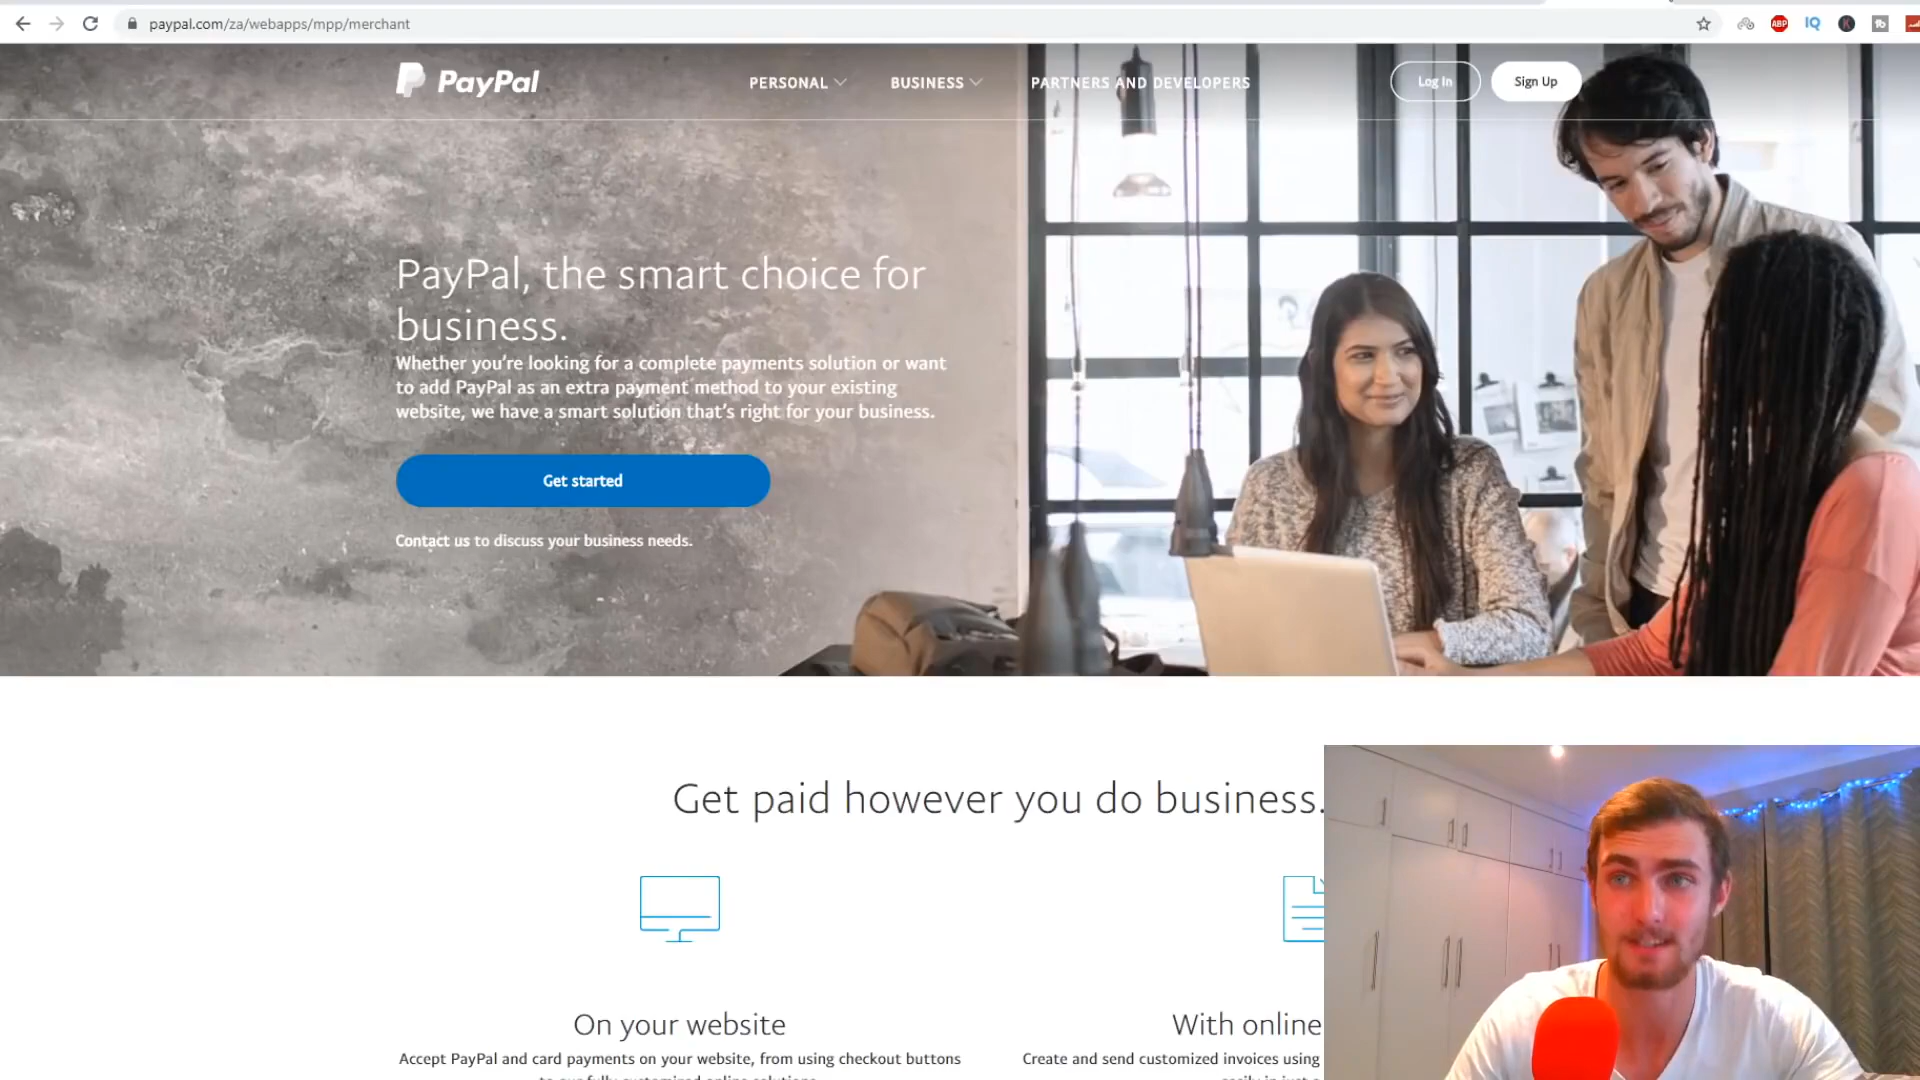 paypal.com/za/webapps/mpp/merchant
ABP
IQ
K
PayPal
PERSONAL
BUSINESS
PARTNERS AND DEVELOPERS
Log In
Sign Up
PayPal, the smart choice for
business.
Whether you're looking for a complete payments solution or want
to add PayPal as an extra payment method to your existing
website, we have a smart solution that's right for your business.
Get started
Contact us to discuss your business needs.
Get paid however you do business.
On your website
Accept PayPal and card payments on your website, from using checkout buttons
With online
Create and send customized invoices using